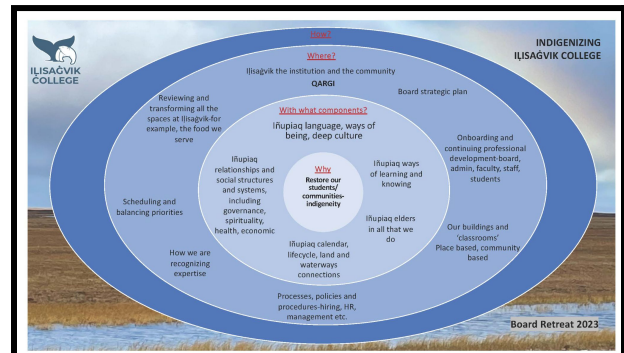 How?
Where?
INDIGENIZING
IḶISAĠVIK COLLEGE
IḶISAĠVIK
COLLEGE
Iḷisaġvik the institution and the community
QARGI
Board strategic plan
Reviewing and
transforming all the
spaces at Iḷisaġvik-for
example, the food we
serve
With what components?
Iñupiaq language, ways of
being, deep culture
Onboarding and
continuing professional
development-board,
admin, faculty, staff,
students
Iñupiaq
relationships and
social structures
and systems,
including
governance,
spirituality,
health, economic
Why
Restore our
students/
communities-
indigeneity
Iñupiaq ways
of learning and
knowing
Scheduling and
balancing priorities
Iñupiaq elders
in all that we
do
Our buildings and
‘classrooms’
Place based, community
based
How we are
recognizing
expertise
Iñupiaq calendar,
lifecycle, land and
waterways
connections
Processes, policies and
procedures-hiring, HR,
management etc.
Board Retreat 2023